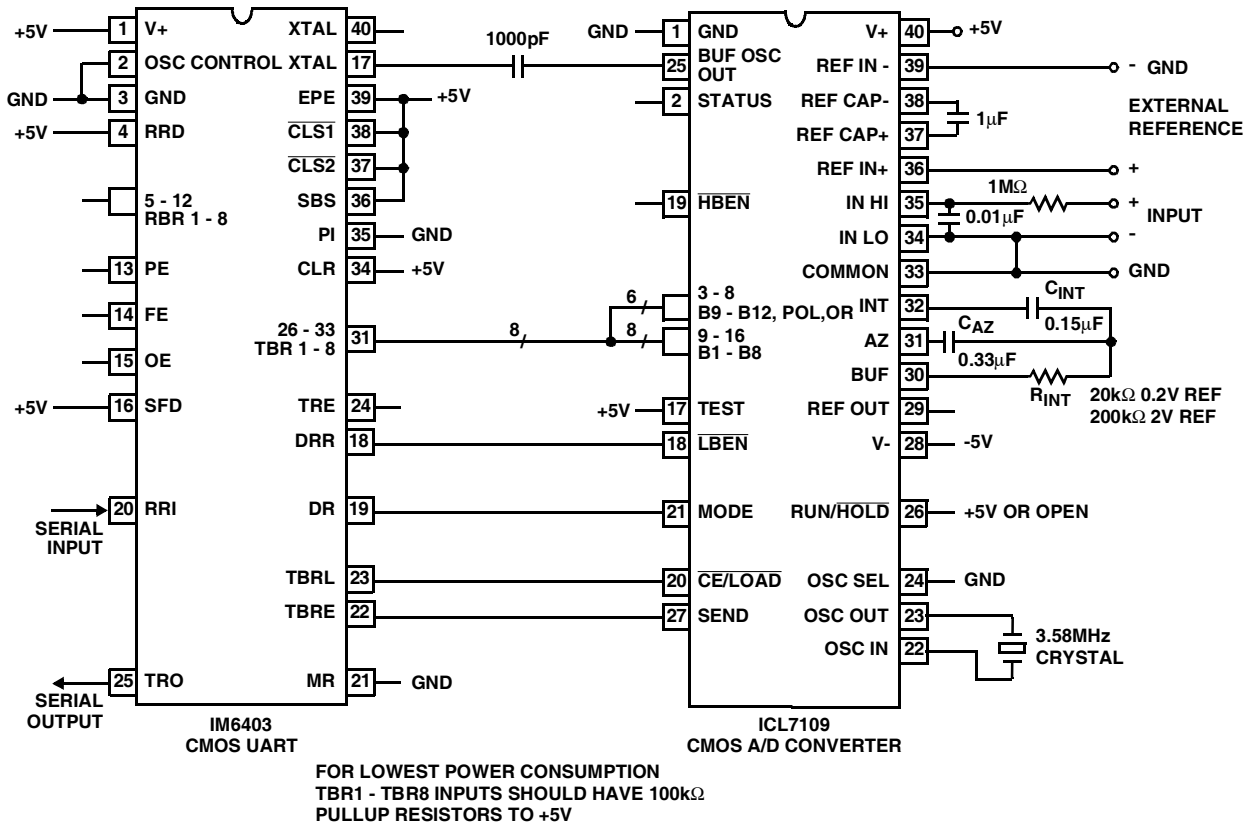 +5V 1 V+ XTAL 40
2 OSC CONTROL XTAL 17
GND 3 GND EPE 39 +5V
+5V 4 RRD CLS1 38
CLS2 37
5 - 12
RBR 1 - 8
SBS 36
PI 35 GND
13 PE CLR 34 +5V
14 FE
26 - 33
TBR 1 - 8 31 8
15 OE
+5V 16 SFD TRE 24
DRR 18
20 RRI DR 19
SERIAL
INPUT
TBRL 23
TBRE 22
25 TRO MR 21 GND
SERIAL
OUTPUT
IM6403
CMOS UART
1000pF
GND 1 GND V+ 40 +5V
25 BUF OSC
OUT
REF IN - 39 - GND
2 STATUS REF CAP- 38
1μF
REF CAP+ 37
EXTERNAL
REFERENCE
REF IN+ 36 +
1MΩ
19 HBEN IN HI 35 +
0.01μF
INPUT
IN LO 34 -
COMMON 33 GND
6 3 - 8
B9 - B12, POL,OR
INT 32 CINT
0.15μF
8 9 - 16
B1 - B8
AZ 31 CAZ
0.33μF
BUF 30 RINT
20kΩ 0.2V REF
200kΩ 2V REF
+5V 17 TEST REF OUT 29
18 LBEN V- 28 -5V
21 MODE RUN/HOLD 26 +5V OR OPEN
20 CE/LOAD OSC SEL 24 GND
27 SEND OSC OUT 23
OSC IN 22
3.58MHz
CRYSTAL
ICL7109
CMOS A/D CONVERTER
FOR LOWEST POWER CONSUMPTION
TBR1 - TBR8 INPUTS SHOULD HAVE 100kΩ
PULLUP RESISTORS TO +5V